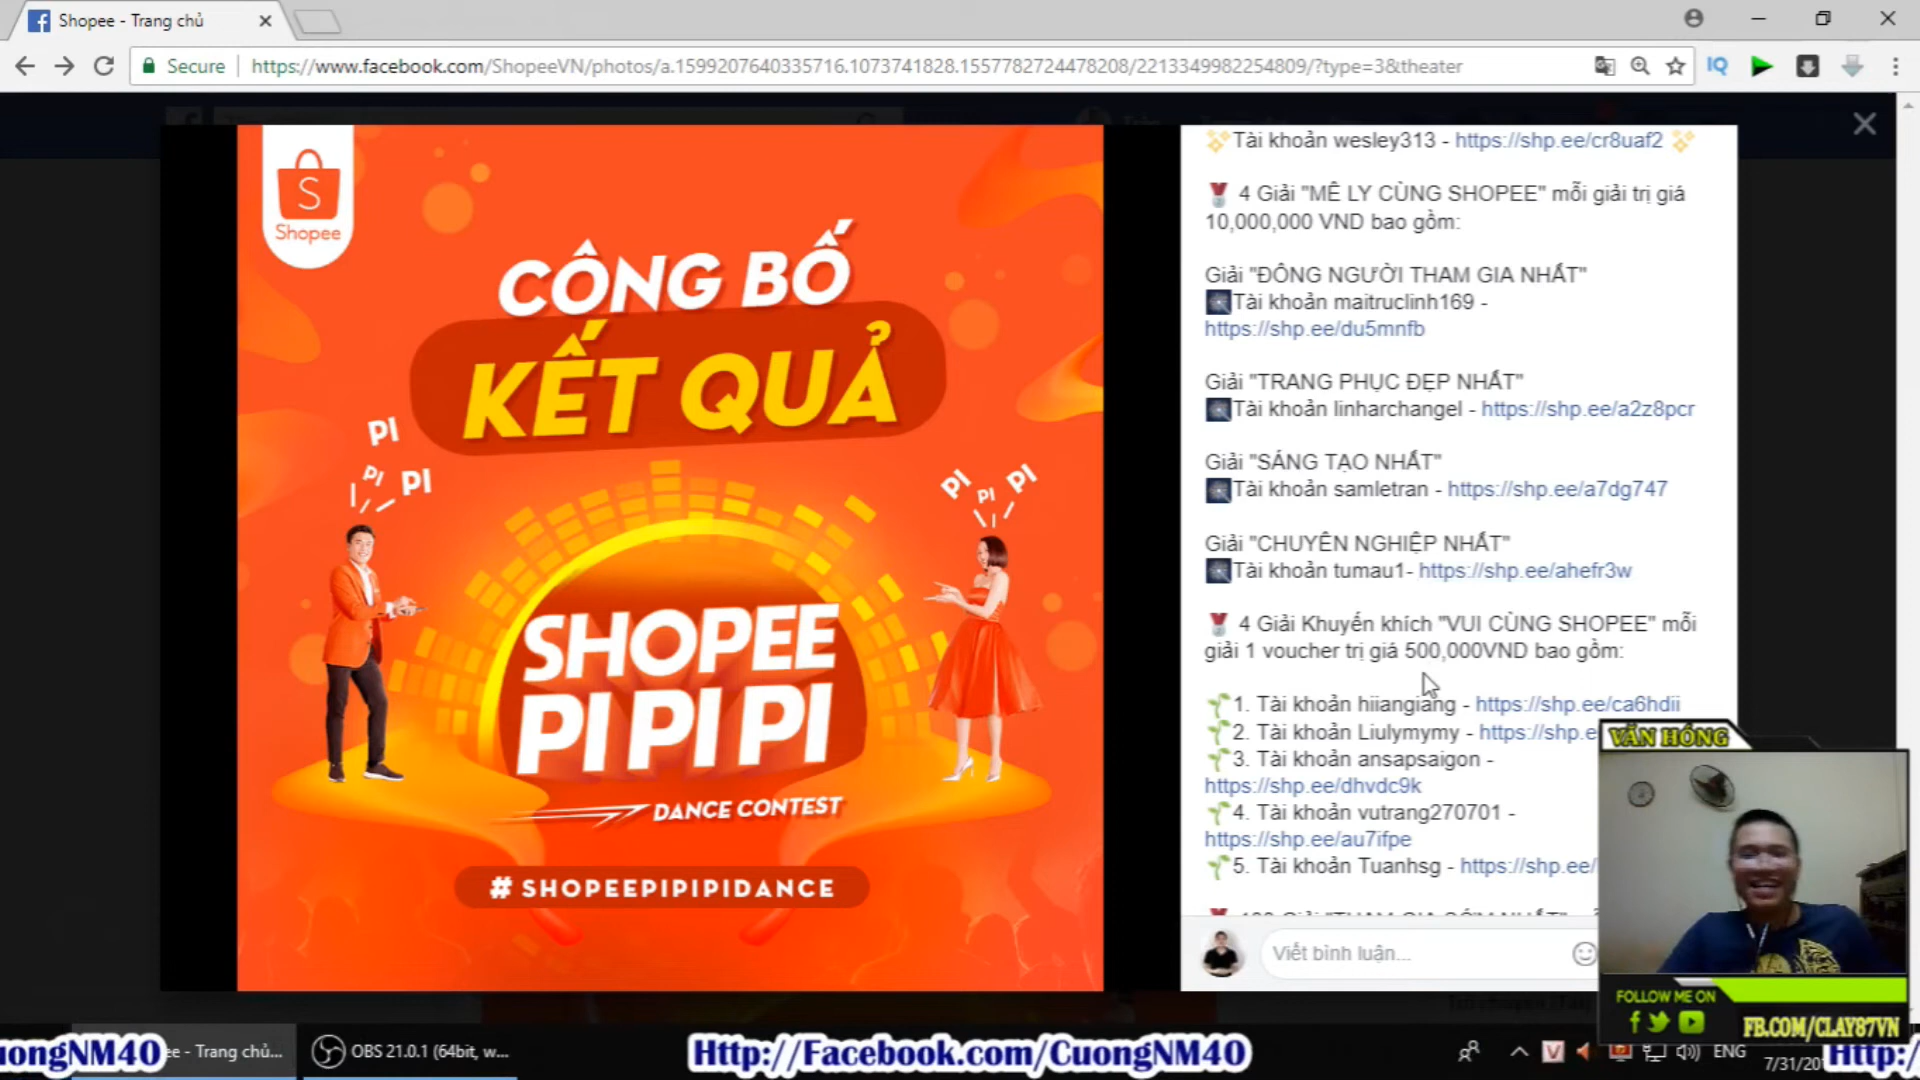 Shopee - Trang chủ
Secure
https://www.facebook.com/ShopeeVN/photos/a.1599207640335716.1073741828.1557782724478208/2213349982254809/?type=3&theater
IQ
S
Shopee
CÔNG BỐ
KẾT QUẢ
PI
PI PI
PI PI PI
SHOPEE
PI PI PI
DANCE CONTEST
# SHOPEEPIPIPIDANCE
Tài khoản wesley313 - https://shp.ee/cr8uaf2
4 Giải "MÊ LY CÙNG SHOPEE" mỗi giải trị giá
10,000,000 VND bao gồm:
Giải "ĐÔNG NGƯỜI THAM GIA NHẤT"
Tài khoản maitruclinh169 -
https://shp.ee/du5mnfb
Giải "TRANG PHỤC ĐẸP NHẤT"
Tài khoản linharchangel - https://shp.ee/a2z8pcr
Giải "SÁNG TẠO NHẤT"
Tài khoản samletran - https://shp.ee/a7dg747
Giải "CHUYÊN NGHIỆP NHẤT"
Tài khoản tumau1- https://shp.ee/ahefr3w
4 Giải Khuyến khích "VUI CÙNG SHOPEE" mỗi
giải 1 voucher trị giá 500,000VND bao gồm:
1. Tài khoản hiiangiang - https://shp.ee/ca6hdii
2. Tài khoản Liulymymy - https://shp.e
3. Tài khoản ansapsaigon -
https://shp.ee/dhvdc9k
4. Tài khoản vutrang270701 -
https://shp.ee/au7ifpe
5. Tài khoản Tuanhsg - https://shp.ee/
Viết bình luận...
VĂN HÓNG
FOLLOW ME ON
FB.COM/CLAY87VN
uongNM40
ee - Trang chủ...
OBS 21.0.1 (64bit, w...
Http://Facebook.com/CuongNM40
V
ENG
7/31/20
Http:/